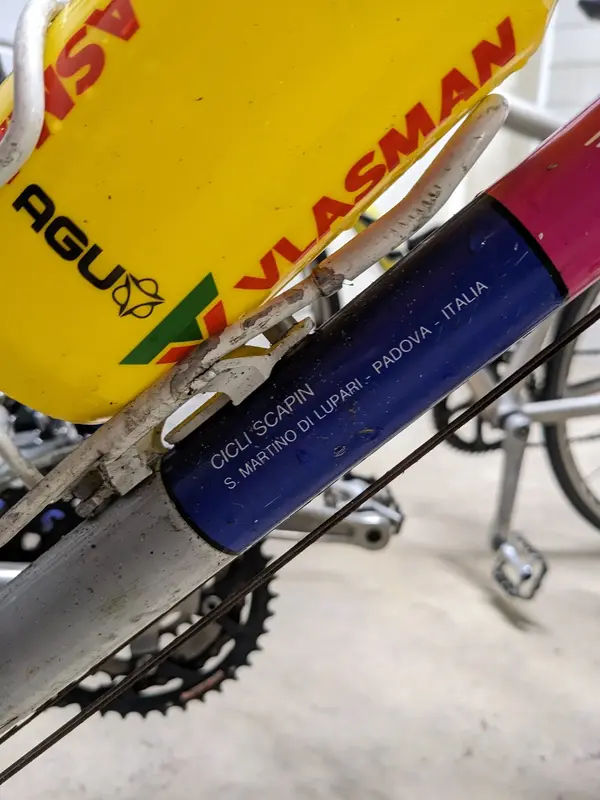 AGU
VLASMAN
CICLI SCAPIN
S. MARTINO DI LUPARI - PADOVA - ITALIA